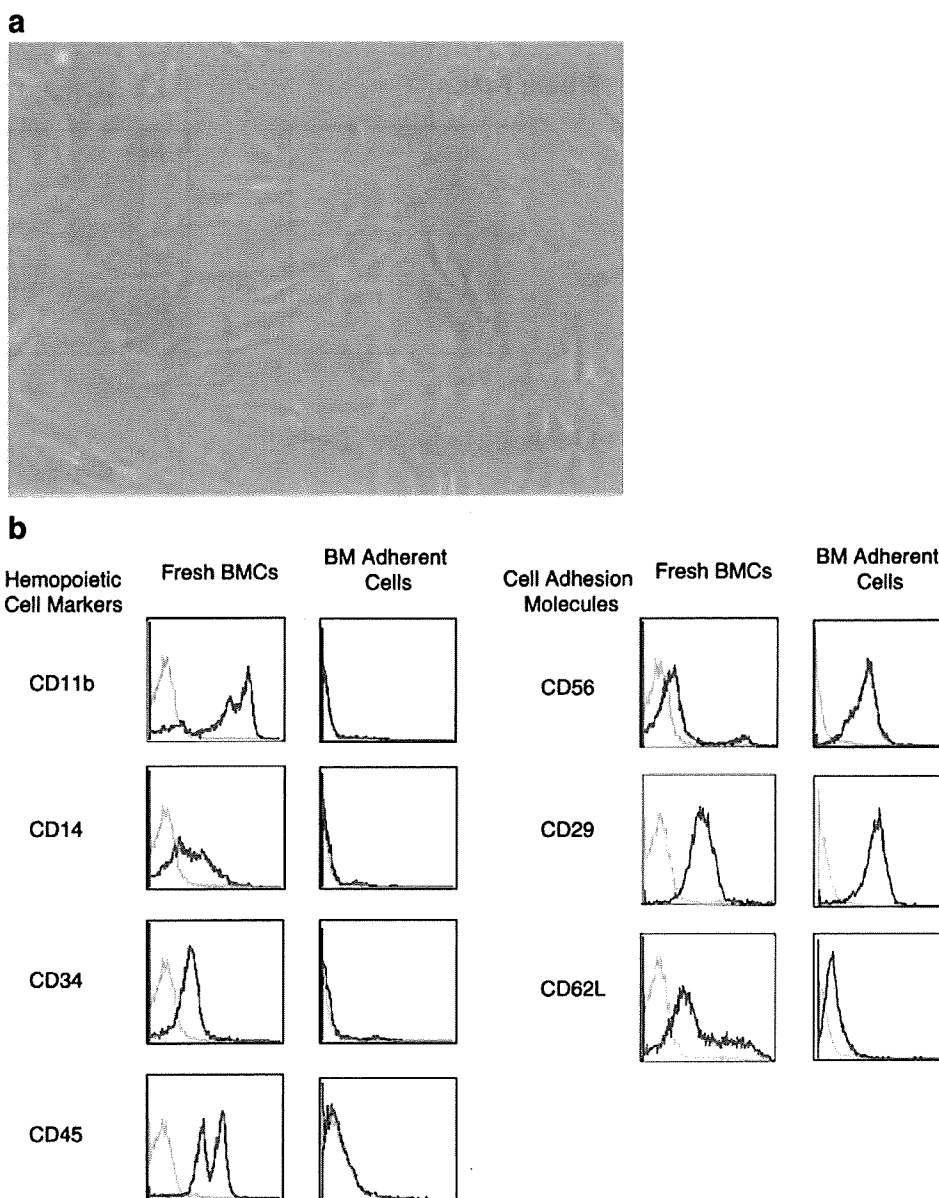 a
b
Hemopoietic
Cell Markers
Fresh BMCs
BM Adherent
Cells
CD11b
CD14
CD34
CD45
Cell Adhesion
Molecules
Fresh BMCs
BM Adherent
Cells
CD56
CD29
CD62L